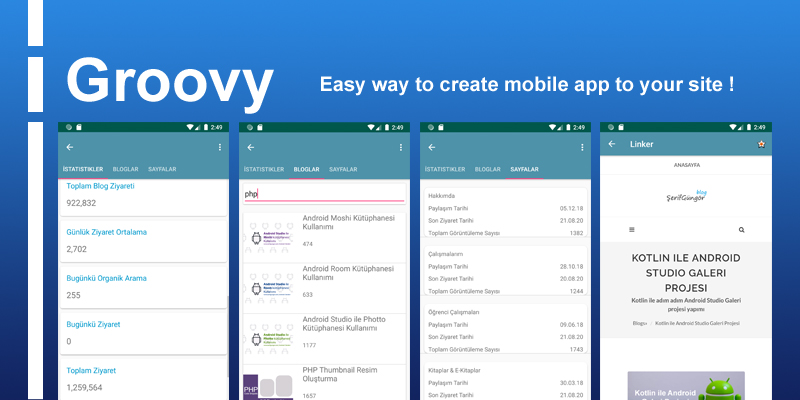 Groovy
Easy way to create mobile app to your site !
2:49
İSTATİSTİKLER BLOGLAR SAYFALAR
Toplam Blog Ziyareti
922,832
Günlük Ziyaret Ortalama
2,702
Bugünkü Organik Arama
255
Bugünkü Ziyaret
0
Toplam Ziyaret
1,259,564
2:49
İSTATİSTİKLER BLOGLAR SAYFALAR
php
Android Moshi Kütüphanesi
Kullanımı
474
Android Room Kütüphanesi
Kullanımı
633
Android Studio ile Photto
Kütüphanesi Kullanımı
1177
PHP
PHP Thumbnail Resim
Oluşturma
1657
2:49
İSTATİSTİKLER BLOGLAR SAYFALAR
Hakkımda
Paylaşım Tarihi 05.12.18
Son Ziyaret Tarihi 21.08.20
Toplam Görüntüleme Sayısı 1382
Çalışmalarım
Paylaşım Tarihi 28.10.18
Son Ziyaret Tarihi 20.08.20
Toplam Görüntüleme Sayısı 1244
Öğrenci Çalışmaları
Paylaşım Tarihi 09.06.18
Son Ziyaret Tarihi 21.08.20
Toplam Görüntüleme Sayısı 1743
Kitaplar & E-Kitaplar
Paylaşım Tarihi 30.03.18
Son Ziyaret Tarihi 21.08.20
2:49
Linker
ANASAYFA
blog
ŞerifGüngör
KOTLIN ILE ANDROID
STUDIO GALERI
PROJESI
Kotlin ile adım adım Android Studio Galeri
projesi yapımı
Blogs» Kotlin ile Android Studio Galeri Projesi
Kotlin ile Android